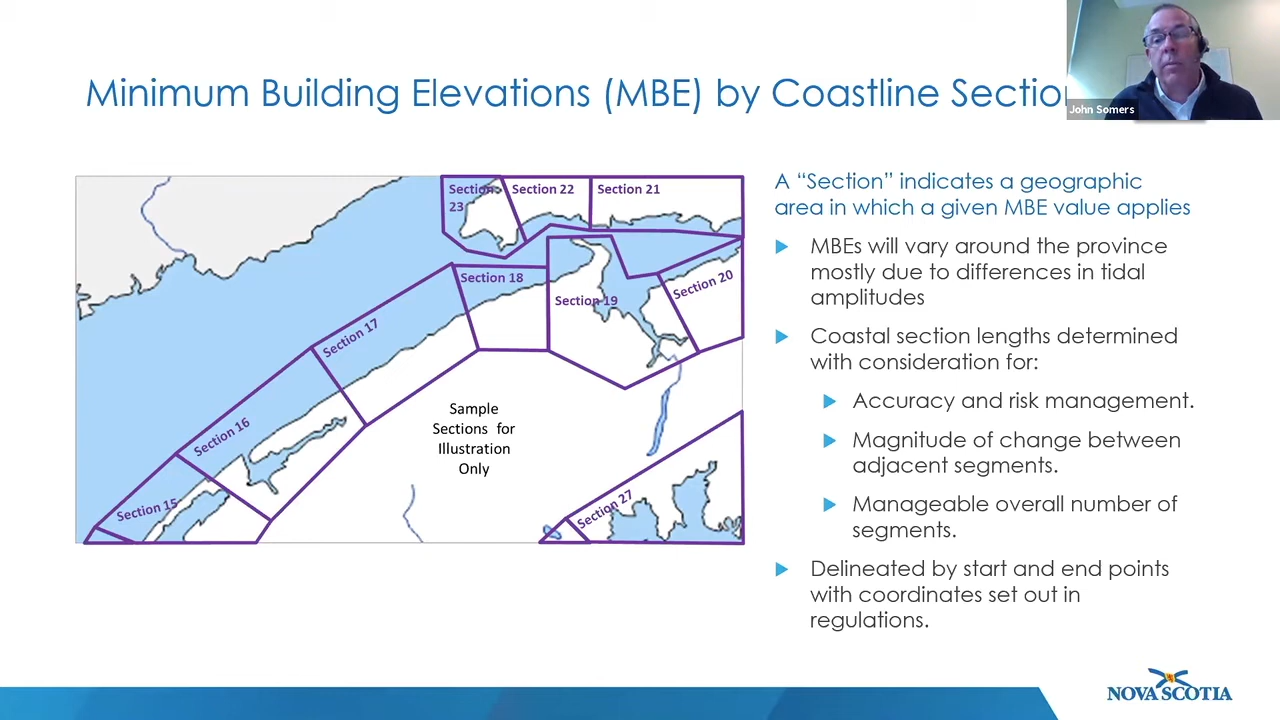 Minimum Building Elevations (MBE) by Coastline Section
John Somers
Section
23
Section 22
Section 21
Section 18
Section 19
Section 20
Section 17
Section 16
Section 15
Section 27
Sample
Sections for
Illustration
Only
A “Section” indicates a geographic
area in which a given MBE value applies
MBEs will vary around the province
mostly due to differences in tidal
amplitudes
Coastal section lengths determined
with consideration for:
Accuracy and risk management.
Magnitude of change between
adjacent segments.
Manageable overall number of
segments.
Delineated by start and end points
with coordinates set out in
regulations.
NOVA SCOTIA